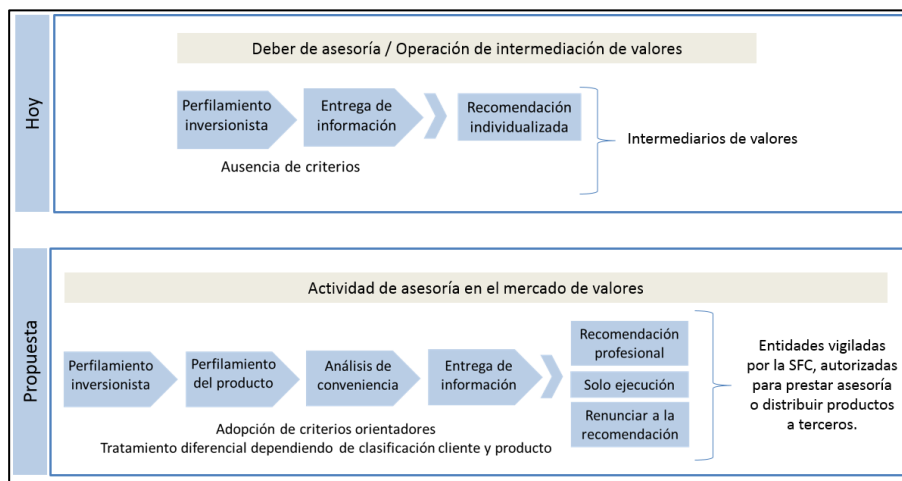 Hoy
Deber de asesoría / Operación de intermediación de valores
Perfilamiento
inversionista
Entrega de
información
Recomendación
individualizada
Ausencia de criterios
Intermediarios de valores
Propuesta
Actividad de asesoría en el mercado de valores
Perfilamiento
inversionista
Perfilamiento
del producto
Análisis de
conveniencia
Entrega de
información
Recomendación
profesional
Solo ejecución
Renunciar a la
recomendación
Adopción de criterios orientadores
Tratamiento diferencial dependiendo de clasificación cliente y producto
Entidades vigiladas
por la SFC, autorizadas
para prestar asesoría
o distribuir productos
a terceros.